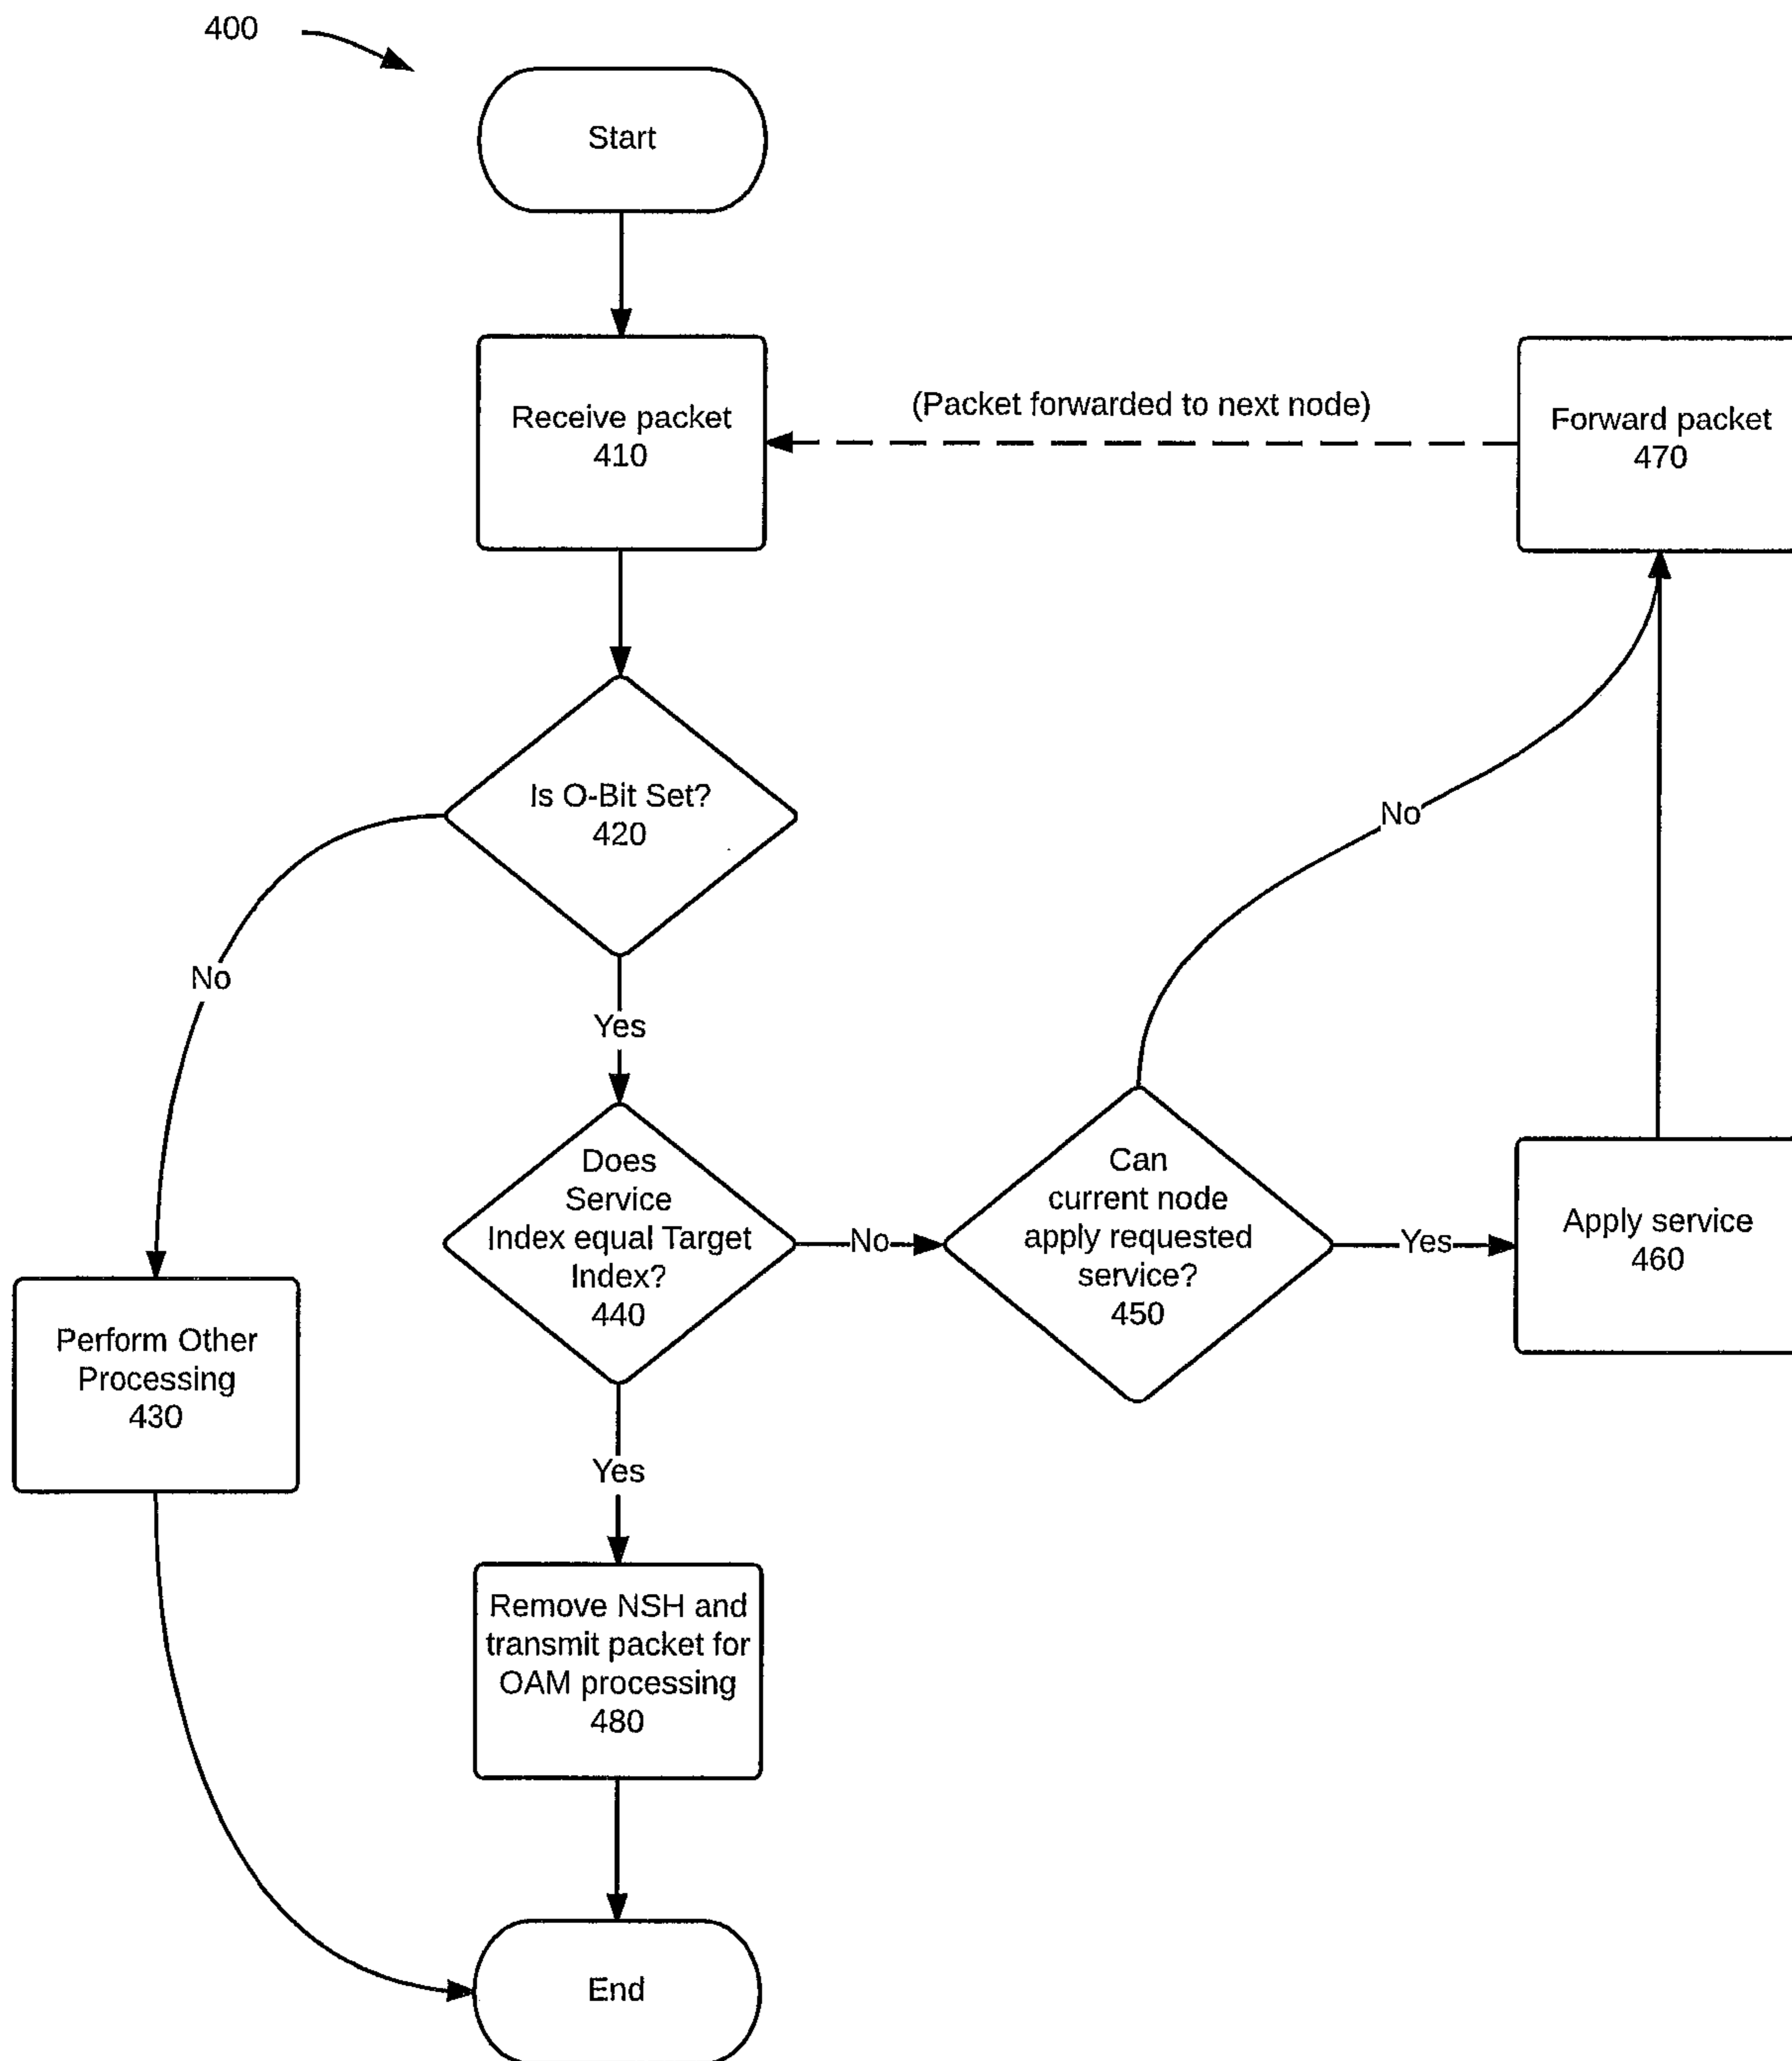 400
Start
Receive packet
410
(Packet forwarded to next node)
Forward packet
470
Is O-Bit Set?
420
No
No
Yes
Does
Service
Index equal Target
Index?
440
No
Can
current node
apply requested
service?
450
Yes
Apply service
460
Perform Other
Processing
430
Yes
Remove NSH and
transmit packet for
OAM processing
480
End